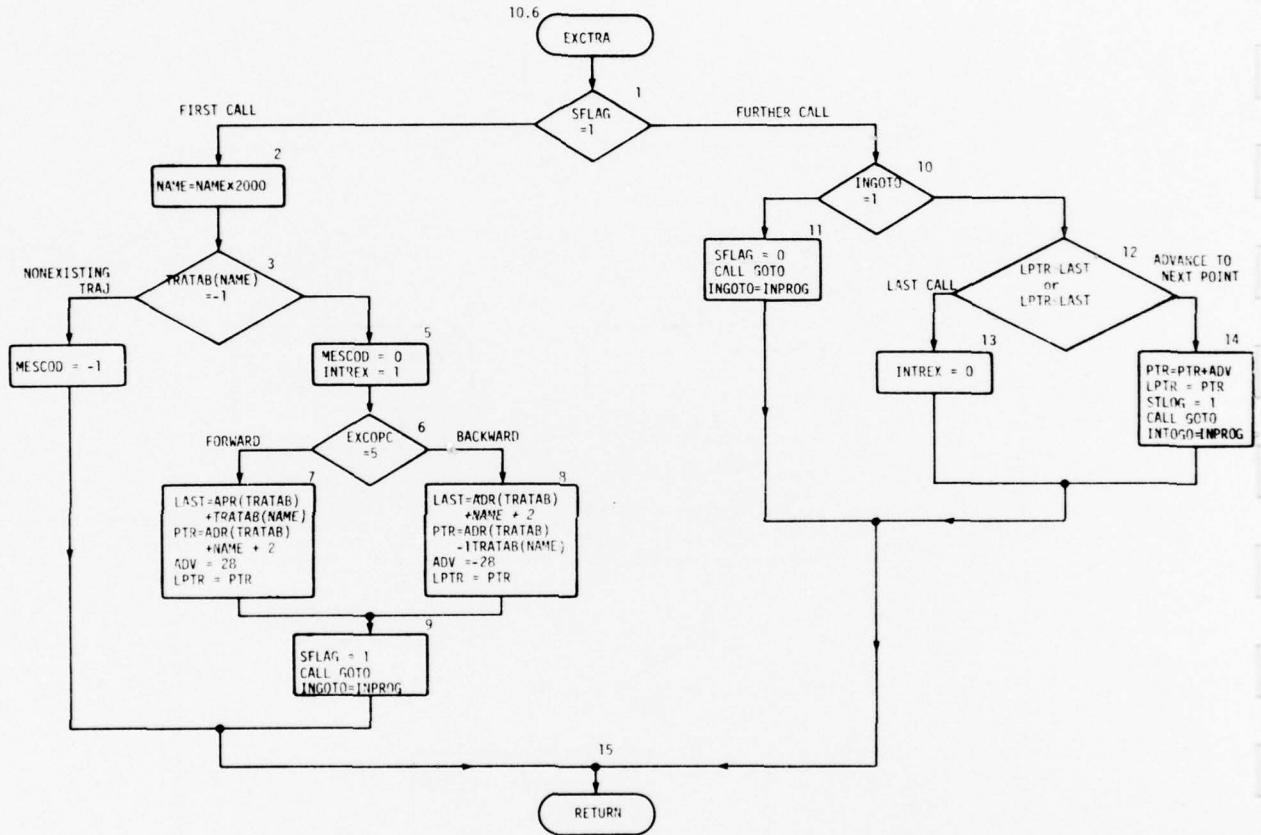 10.6
EXCTRA
1
SFLAG
=1
FIRST CALL
FURTHER CALL
2
NAME=NAME×2000
10
INGOTO
=1
3
TRATAB(NAME)
=-1
NONEXISTING
TRAJ
11
SFLAG = 0
CALL GOTO
INGOTO=INPROG
12
LPTR=LAST
or
LPTR=LAST
LAST CALL
ADVANCE TO
NEXT POINT
MESCOD = -1
5
MESCOD = 0
INTREX = 1
13
INTREX = 0
14
PTR=PTR+ADV
LPTR = PTR
STLOG = 1
CALL GOTO
INTOGO=INPROG
6
EXCOPC
=5
FORWARD
BACKWARD
7
LAST=APR(TRATAB)
+TRATAB(NAME)
PTR=ADR(TRATAB)
+NAME + 2
ADV = 28
LPTR = PTR
8
LAST=ADR(TRATAB)
+NAME + 2
PTR=ADR(TRATAB)
-1TRATAB(NAME)
ADV =-28
LPTR = PTR
9
SFLAG = 1
CALL GOTO
INGOTO=INPROG
15
RETURN